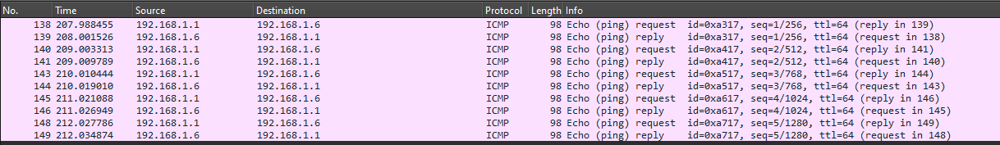 No. Time Source Destination Protocol Length Info
138 207.988455 192.168.1.1 192.168.1.6 ICMP 98 Echo (ping) request id=0xa317, seq=1/256, ttl=64 (reply in 139)
139 208.001526 192.168.1.6 192.168.1.1 ICMP 98 Echo (ping) reply id=0xa317, seq=1/256, ttl=64 (request in 138)
140 209.003313 192.168.1.1 192.168.1.6 ICMP 98 Echo (ping) request id=0xa417, seq=2/512, ttl=64 (reply in 141)
141 209.009789 192.168.1.6 192.168.1.1 ICMP 98 Echo (ping) reply id=0xa417, seq=2/512, ttl=64 (request in 140)
143 210.010444 192.168.1.1 192.168.1.6 ICMP 98 Echo (ping) request id=0xa517, seq=3/768, ttl=64 (reply in 144)
144 210.019010 192.168.1.6 192.168.1.1 ICMP 98 Echo (ping) reply id=0xa517, seq=3/768, ttl=64 (request in 143)
145 211.021088 192.168.1.1 192.168.1.6 ICMP 98 Echo (ping) request id=0xa617, seq=4/1024, ttl=64 (reply in 146)
146 211.026949 192.168.1.6 192.168.1.1 ICMP 98 Echo (ping) reply id=0xa617, seq=4/1024, ttl=64 (request in 145)
148 212.027786 192.168.1.1 192.168.1.6 ICMP 98 Echo (ping) request id=0xa717, seq=5/1280, ttl=64 (reply in 149)
149 212.034874 192.168.1.6 192.168.1.1 ICMP 98 Echo (ping) reply id=0xa717, seq=5/1280, ttl=64 (request in 148)